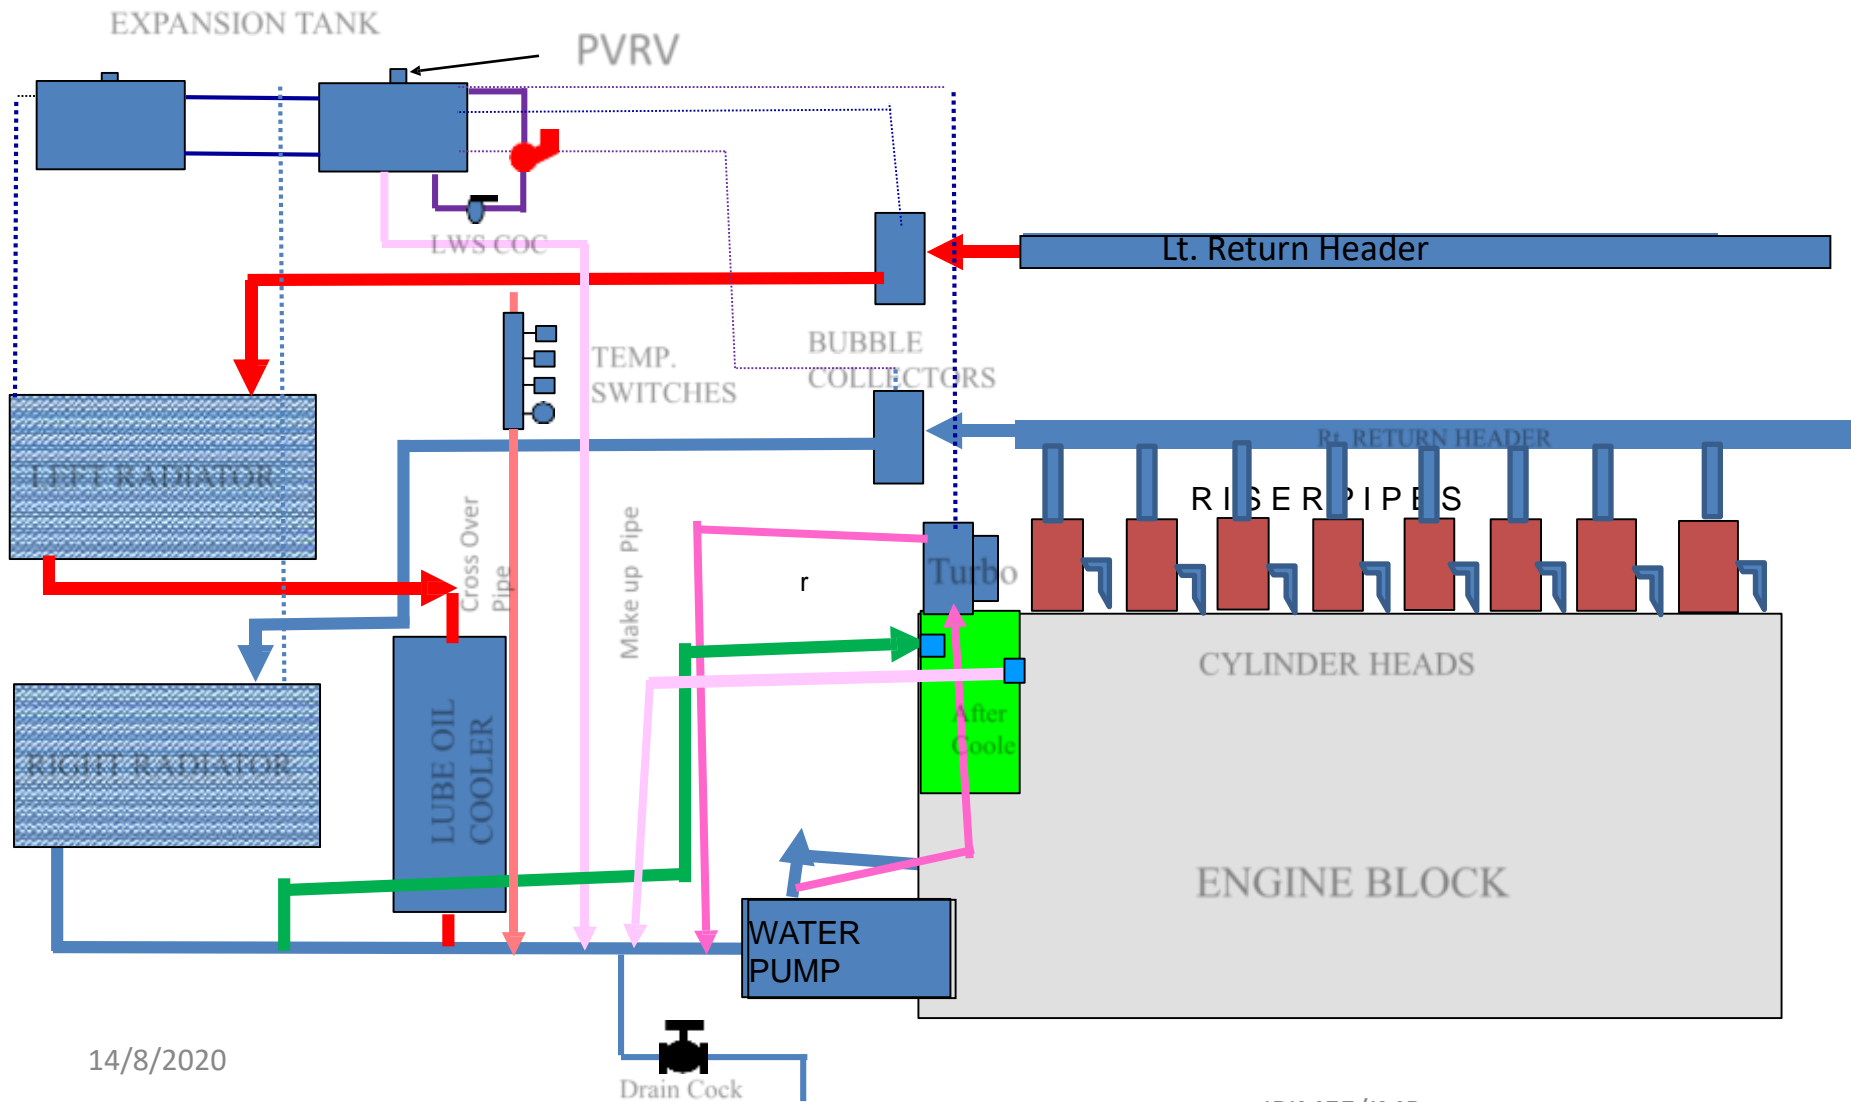 EXPANSION TANK
PVRV
LWS COC
Lt. Return Header
TEMP.
SWITCHES
BUBBLE
COLLECTORS
Rt. RETURN HEADER
LEFT RADIATOR
RISER PIPES
Cross Over
Pipe
Make up Pipe
r
Turbo
CYLINDER HEADS
After
Coole
RIGHT RADIATOR
LUBE OIL
COOLER
ENGINE BLOCK
WATER
PUMP
14/8/2020
Drain Cock